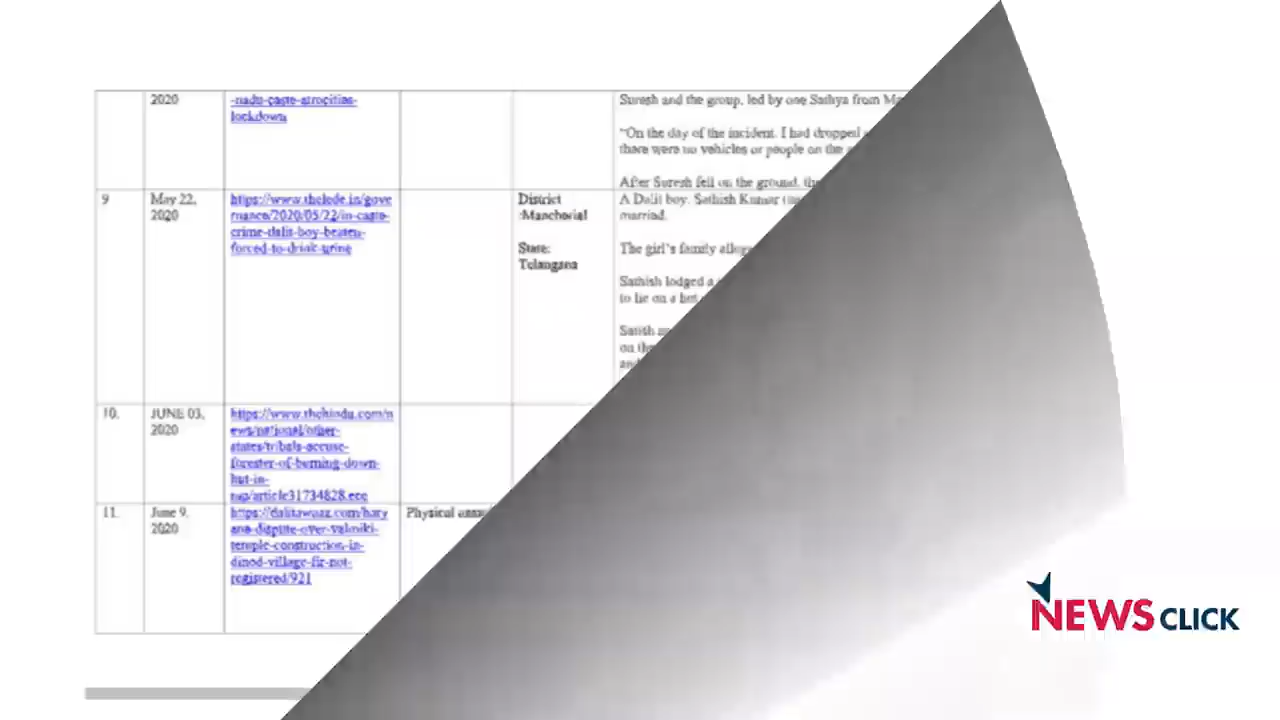 2020
-nadu-caste-atrocities-
lockdown
Suresh and the group, led by one Sathya from
"On the day of the incident. I had dropped
there were no vehicles or people on the
After Suresh fell on the ground,
9
May 22,
2020
https://www.thelede.in/gove
rnance/2020/05/22/in-caste-
crime-dalit-boy-beaten-
forced-to-drink-urine
District
:Mancherial
State:
Telangana
A Dalit boy. Sathish Kumar
married.
The girl's family
Sathish lodged a
to lie on a hot
on the
10.
JUNE 03,
2020
https://www.thehindu.com/n
ews/national/other-
states/tribals-accuse-
forester-of-burning-down-
hut-in-
rap/article31734828.ece
11.
June 9,
2020
https://dalitawaaz.com/hary
ana-dispute-over-valmiki-
temple-construction-in-
dinod-village-fir-not-
registered/921
Physical
NEWS CLICK